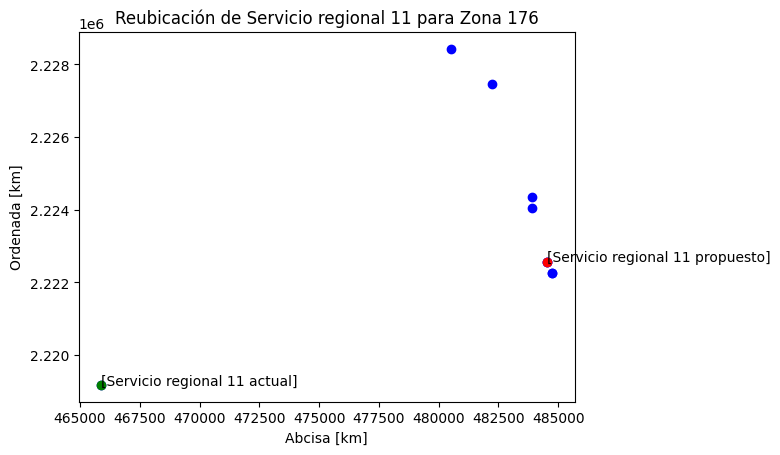 Reubicación de Servicio regional 11 para Zona 176
1e6
2.228
2.226
2.224
2.222
2.220
Ordenada [km]
[Servicio regional 11 propuesto]
[Servicio regional 11 actual]
465000 467500 470000 472500 475000 477500 480000 482500 485000
Abcisa [km]